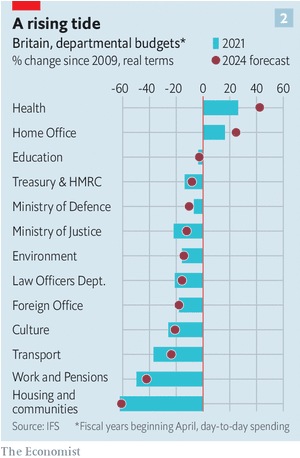 A rising tide
2
Britain, departmental budgets*
% change since 2009, real terms
2021
2024 forecast
-60 -40 -20 0 20 40 60
Health
Home Office
Education
Treasury & HMRC
Ministry of Defence
Ministry of Justice
Environment
Law Officers Dept.
Foreign Office
Culture
Transport
Work and Pensions
Housing and
communities
Source: IFS *Fiscal years beginning April, day-to-day spending
The Economist